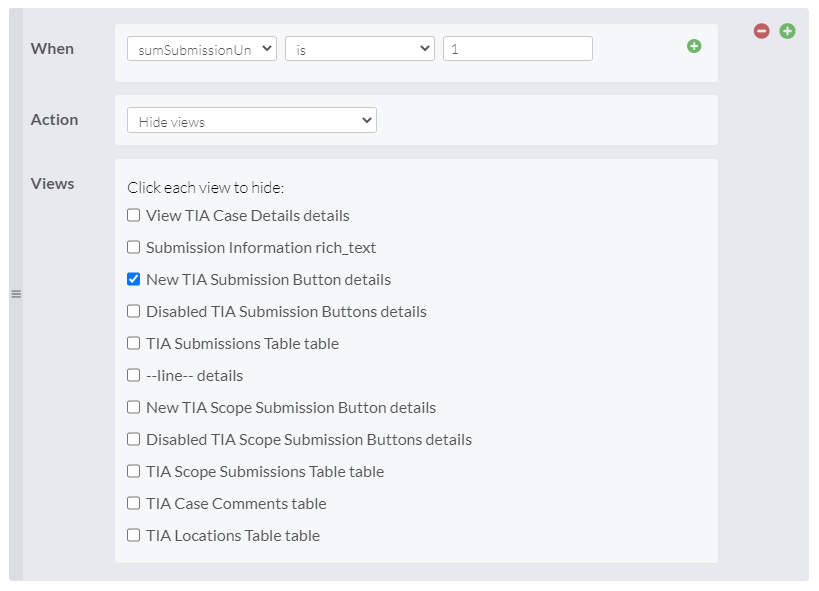 When sumSubmissionUn is 1
Action Hide views
Views Click each view to hide:
View TIA Case Details details
Submission Information rich_text
New TIA Submission Button details
Disabled TIA Submission Buttons details
TIA Submissions Table table
--line-- details
New TIA Scope Submission Button details
Disabled TIA Scope Submission Buttons details
TIA Scope Submissions Table table
TIA Case Comments table
TIA Locations Table table